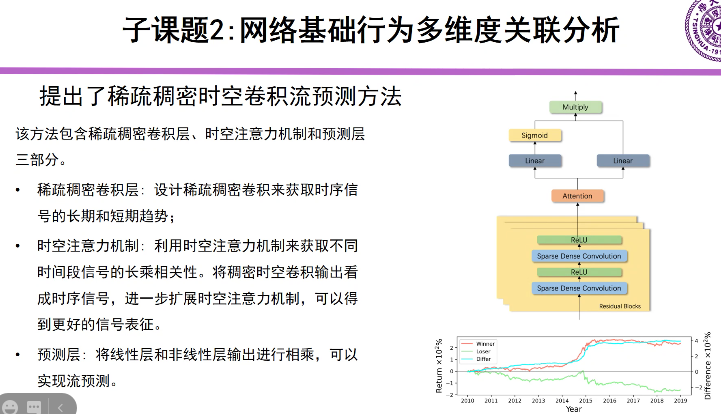 子课题2:网络基础行为多维度关联分析
TSINGHUA
提出了稀疏稠密时空卷积流预测方法
该方法包含稀疏稠密卷积层、时空注意力机制和预测层
三部分。
• 稀疏稠密卷积层：设计稀疏稠密卷积来获取时序信
号的长期和短期趋势；
• 时空注意力机制：利用时空注意力机制来获取不同
时间段信号的长乘相关性。将稠密时空卷积输出看
成时序信号，进一步扩展时空注意力机制，可以得
到更好的信号表征。
• 预测层：将线性层和非线性层输出进行相乘，可以
实现流预测。
Multiply
Sigmoid
Linear
Linear
Attention
ReLU
Sparse Dense Convolution
ReLU
Sparse Dense Convolution
Residual Blocks
Return ×10²%
2
1
0
−1
−2
Winner
Loser
Differ
4
2
0
−2
Difference ×10²%
2010 2011 2012 2013 2014 2015 2016 2017 2018 2019
Year